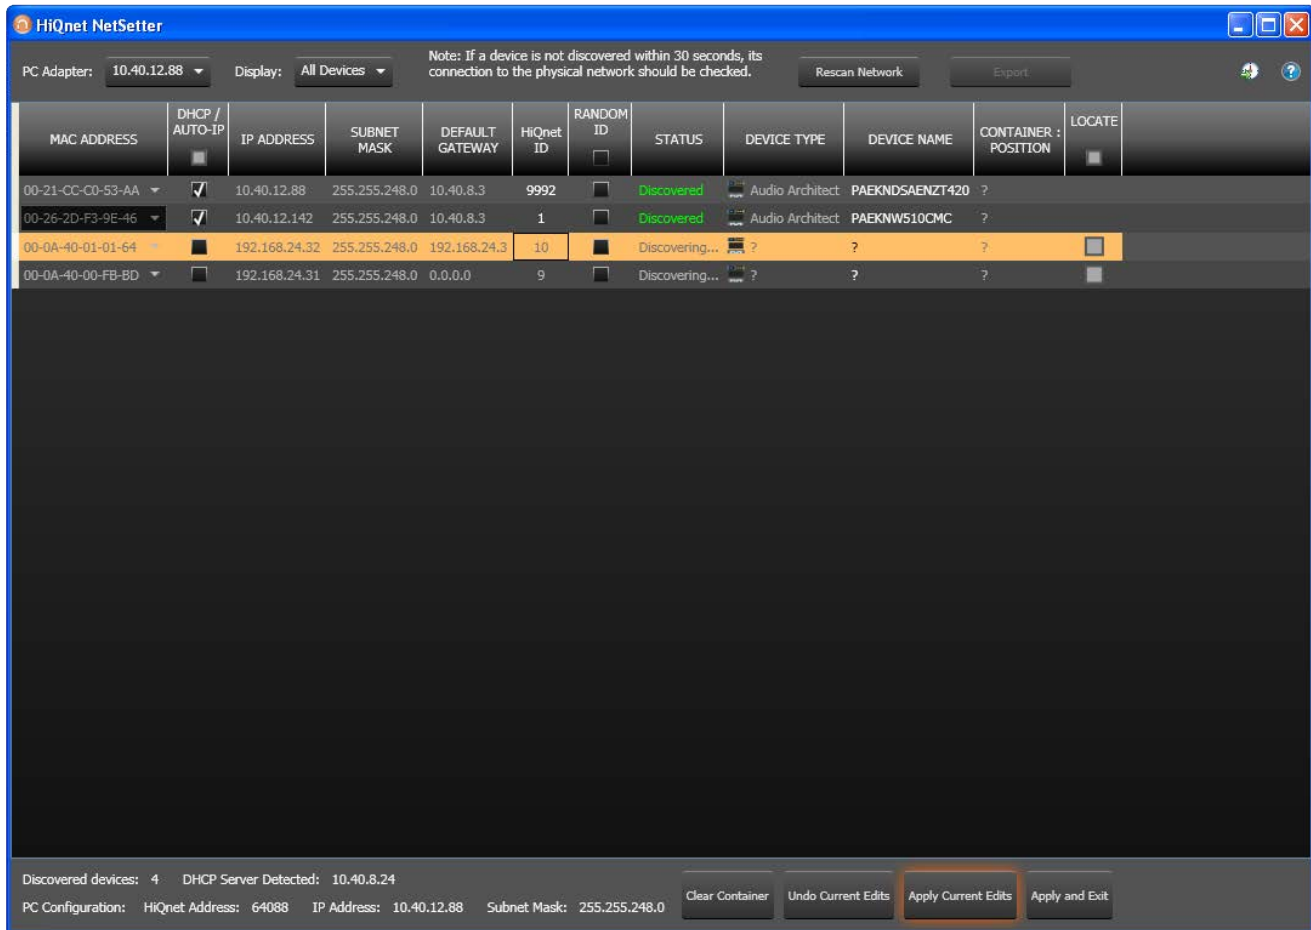 HiQnet NetSetter
PC Adapter: 10.40.12.88 Display: All Devices Note: If a device is not discovered within 30 seconds, its
connection to the physical network should be checked. Rescan Network Export
MAC ADDRESS DHCP / AUTO-IP IP ADDRESS SUBNET MASK DEFAULT GATEWAY HiQnet ID RANDOM ID STATUS DEVICE TYPE DEVICE NAME CONTAINER : POSITION LOCATE
00-21-CC-C0-53-AA 10.40.12.88 255.255.248.0 10.40.8.3 9992 Discovered Audio Architect PAEKNDSAENZT420 ?
00-26-2D-F3-9E-46 10.40.12.142 255.255.248.0 10.40.8.3 1 Discovered Audio Architect PAEKNW510CMC ?
00-0A-40-01-01-64 192.168.24.32 255.255.248.0 192.168.24.3 10 Discovering... ? ? ?
00-0A-40-00-FB-BD 192.168.24.31 255.255.248.0 0.0.0.0 9 Discovering... ? ? ?
Discovered devices: 4 DHCP Server Detected: 10.40.8.24
PC Configuration: HiQnet Address: 64088 IP Address: 10.40.12.88 Subnet Mask: 255.255.248.0
Clear Container Undo Current Edits Apply Current Edits Apply and Exit